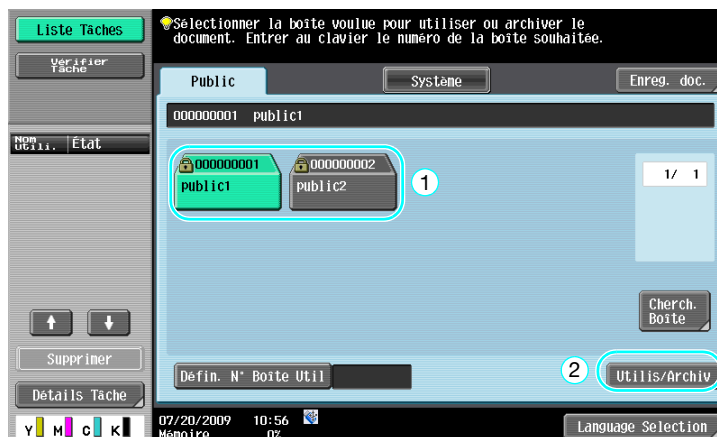 Liste Tâches
Vérifier
Tâche
Nom
Utili.
État
Supprimer
Détails Tâche
Y M C K
Sélectionner la boîte voulue pour utiliser ou archiver le
document. Entrer au clavier le numéro de la boîte souhaitée.
Public
Système
Enreg. doc.
000000001 public1
000000001
public1
000000002
public2
1
1/ 1
Cherch.
Boîte
Défin. N° Boîte Util
2
Utilis/Archiv
07/20/2009 10:56
Mémoire 0%
Language Selection